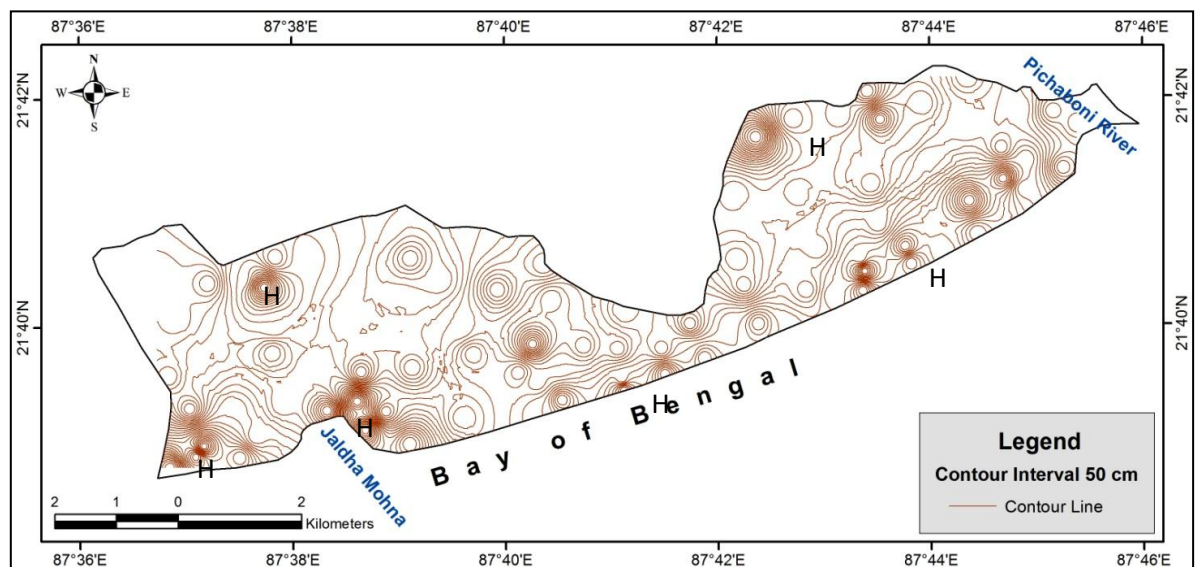 87°36'E 87°38'E 87°40'E 87°42'E 87°44'E 87°46'E
N
W E
S
21°42'N
21°42'N
Pichaboni River
H
H
H
21°40'N
21°40'N
H
H
H
Bay of Bengal
Jaldha Mohna
Legend
Contour Interval 50 cm
Contour Line
2 1 0 2
Kilometers
87°36'E 87°38'E 87°40'E 87°42'E 87°44'E 87°46'E